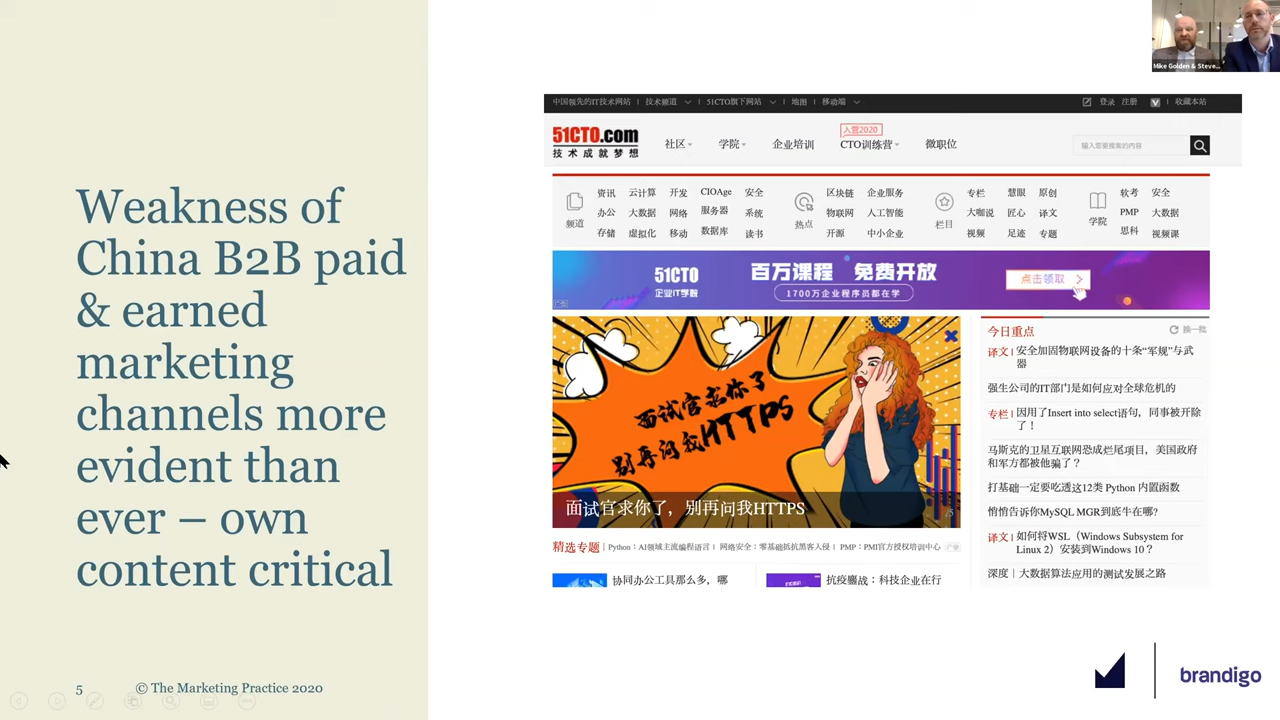 Weakness of
China B2B paid
& earned
marketing
channels more
evident than
ever – own
content critical
5
© The Marketing Practice 2020
Mike Golden & Steve...
中国领先的IT技术网站 | 技术频道 | 51CTO旗下网站 | 地图 | 移动端
登录 注册 V | 收藏本站
51CTO.com
技术成就梦想
社区 学院 企业培训 CTO训练营 微职位
入营2020
输入您要搜索的内容
频道
资讯 云计算 开发 CIOAge 安全
办公 大数据 网络 服务器 系统
存储 虚拟化 移动 数据库 读书
热点
区块链 企业服务
物联网 人工智能
开源 中小企业
栏目
专栏 慧眼 原创
大咖说 匠心 译文
视频 足迹 专题
学院
软考 安全
PMP 大数据
思科 视频课
51CTO
企业IT学院
百万课程 免费开放
1700万企业程序员都在学
点击领取 >
广告
面试官求你了
别再问我HTTPS
面试官求你了，别再问我HTTPS
今日重点
换一批
译文 | 安全加固物联网设备的十条“军规”与武
器
强生公司的IT部门是如何应对全球危机的
专栏 | 因用了Insert into select语句，同事被开除
了！
马斯克的卫星互联网恐成烂尾项目，美国政府
和军方都被他骗了？
打基础一定要吃透这12类 Python 内置函数
悄悄告诉你MySQL MGR到底牛在哪?
译文 | 如何将WSL（Windows Subsystem for
Linux 2）安装到Windows 10？
深度 | 大数据算法应用的测试发展之路
精选专题 | Python：AI领域主流编程语言 | 网络安全：零基础抵抗黑客入侵 | PMP：PMI官方授权培训中心
协同办公工具那么多，哪
抗疫鏖战：科技企业在行
brandigo